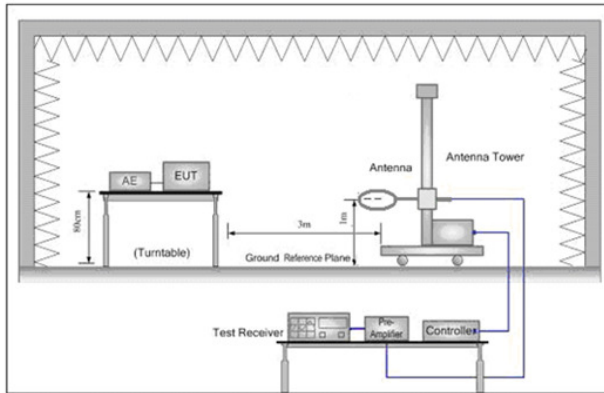 Antenna Tower
Antenna
EUT
AE
80cm
(Turntable)
3m
1m
Ground Reference Plane
Test Receiver
Pre-
Amplifier
Controller